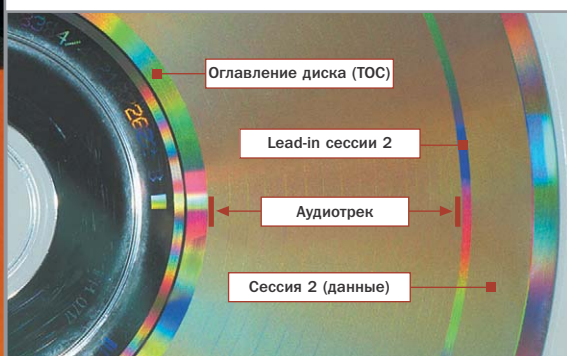 Оглавление диска (TOC)
Lead-in сессии 2
Аудиотрек
Сессия 2 (данные)